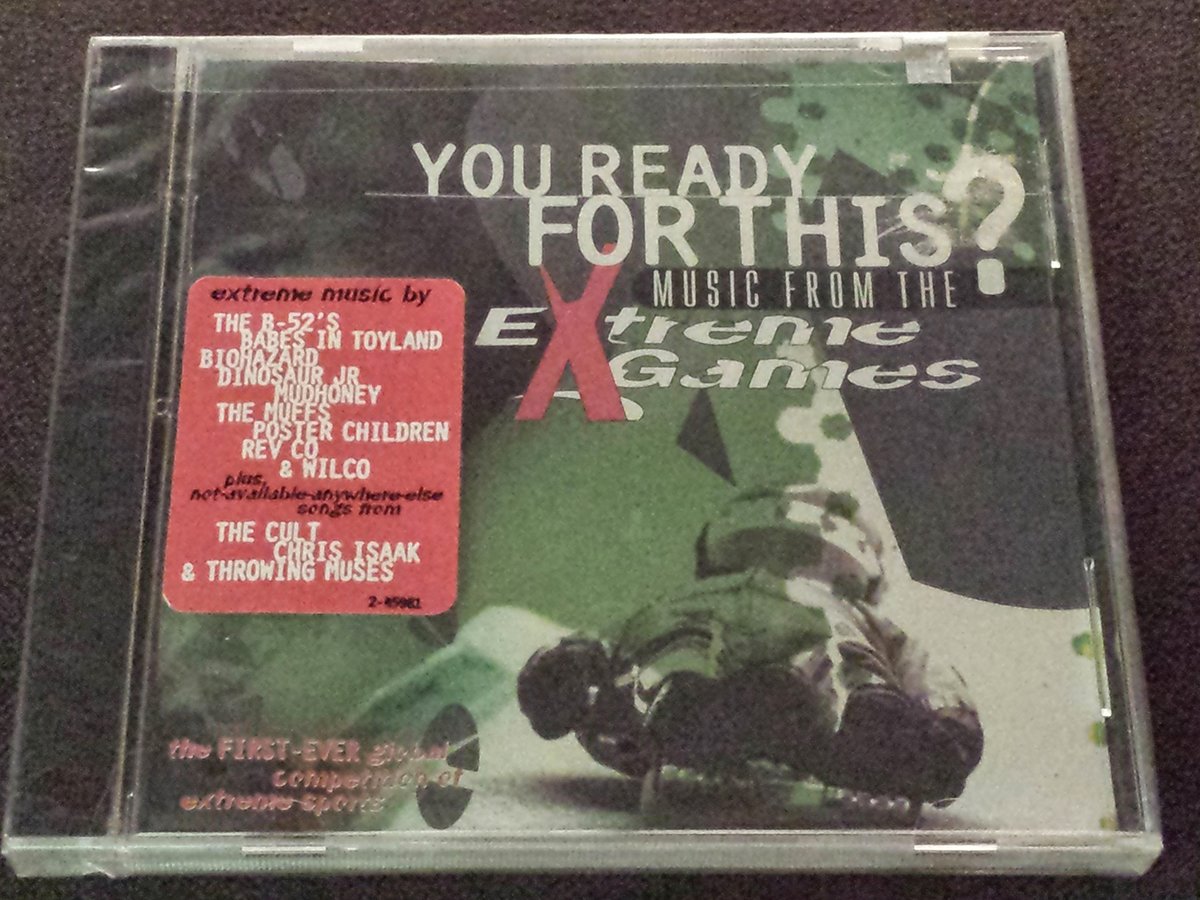 YOU READY
FOR THIS?
MUSIC FROM THE
EXtreme
Games
extreme music by
THE B-52'S
BABES IN TOYLAND
BIOHAZARD
DINOSAUR JR
MUDHONEY
THE MUFFS
POSTER CHILDREN
REV CO
& WILCO
plus,
not-available-anywhere-else
songs from
THE CULT
CHRIS ISAAK
& THROWING MUSES
2-45981
the FIRST-EVER global
competition of
extreme sports